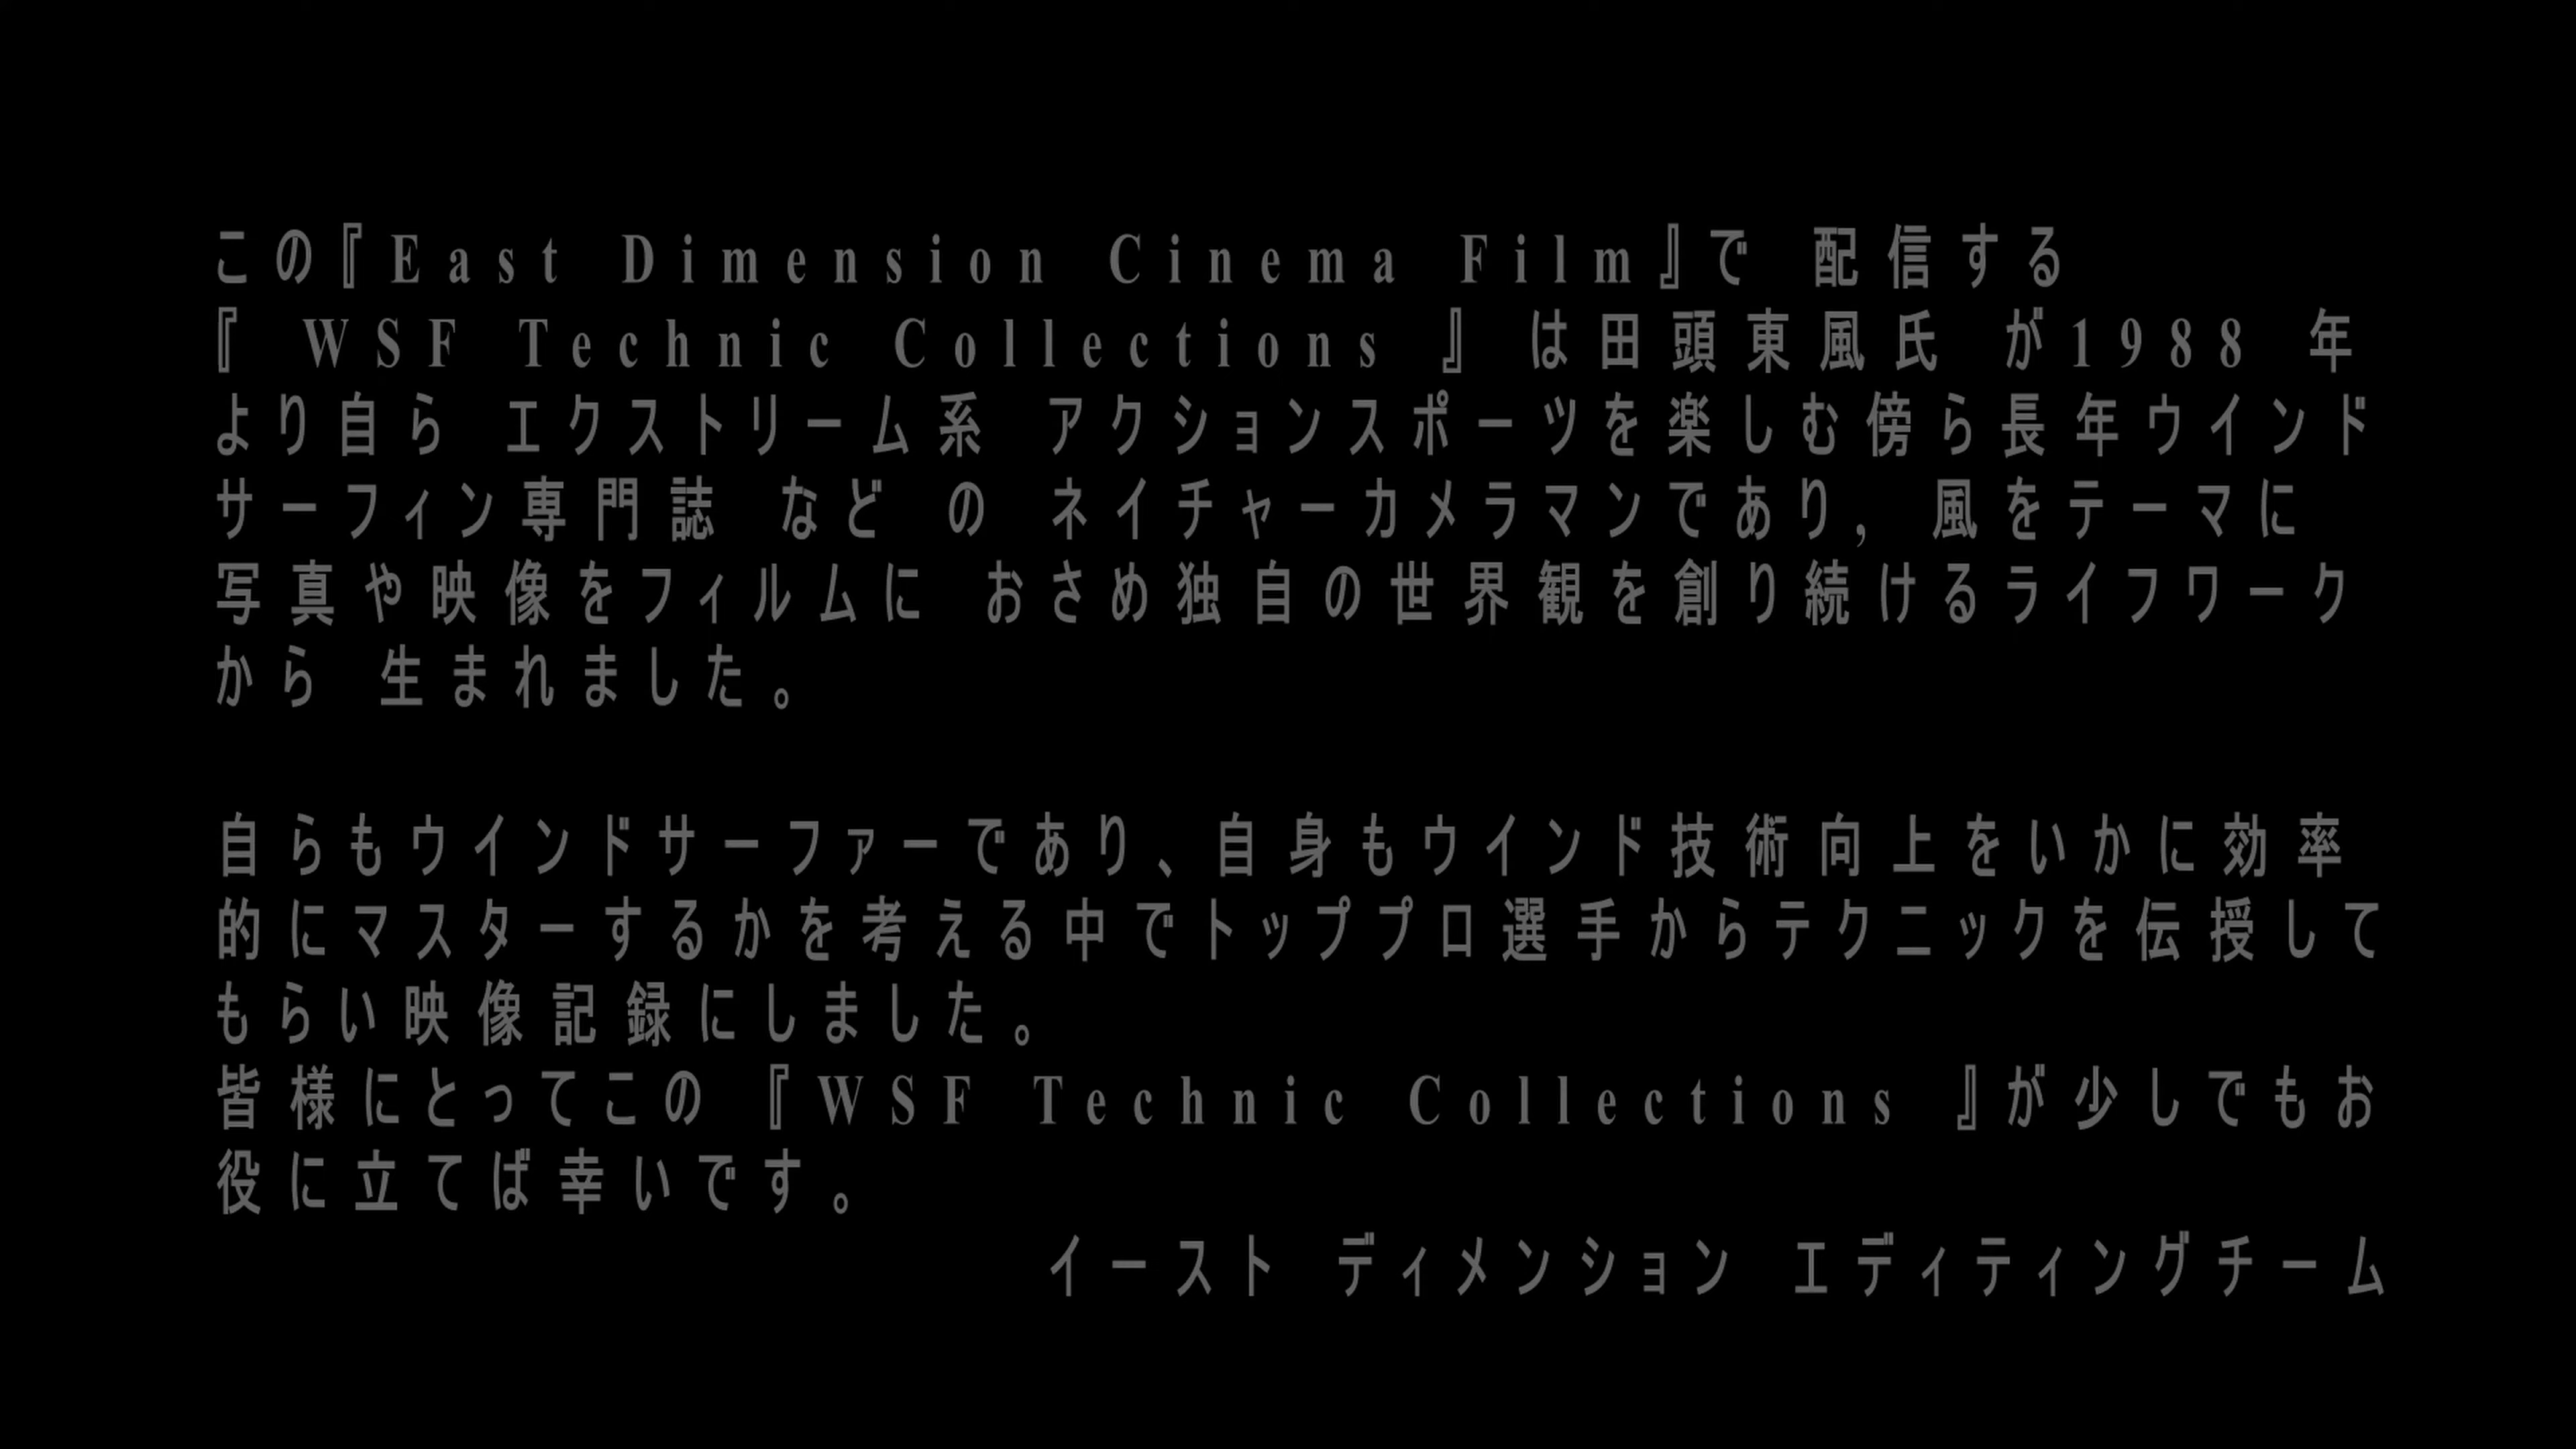 この『East Dimension Cinema Film』で 配信する
『 WSF Technic Collections 』 は田頭東風氏 が1988 年
より自ら エクストリーム系 アクションスポーツを楽しむ傍ら長年ウインド
サーフィン専門誌 など の ネイチャーカメラマンであり, 風をテーマに
写真や映像をフィルムに おさめ独自の世界観を創り続けるライフワーク
から 生まれました。
自らもウインドサーファーであり、自身もウインド技術向上をいかに効率
的にマスターするかを考える中でトッププロ選手からテクニックを伝授して
もらい映像記録にしました。
皆様にとってこの『WSF Technic Collections 』が少しでもお
役に立てば幸いです。
イースト ディメンション エディティングチーム